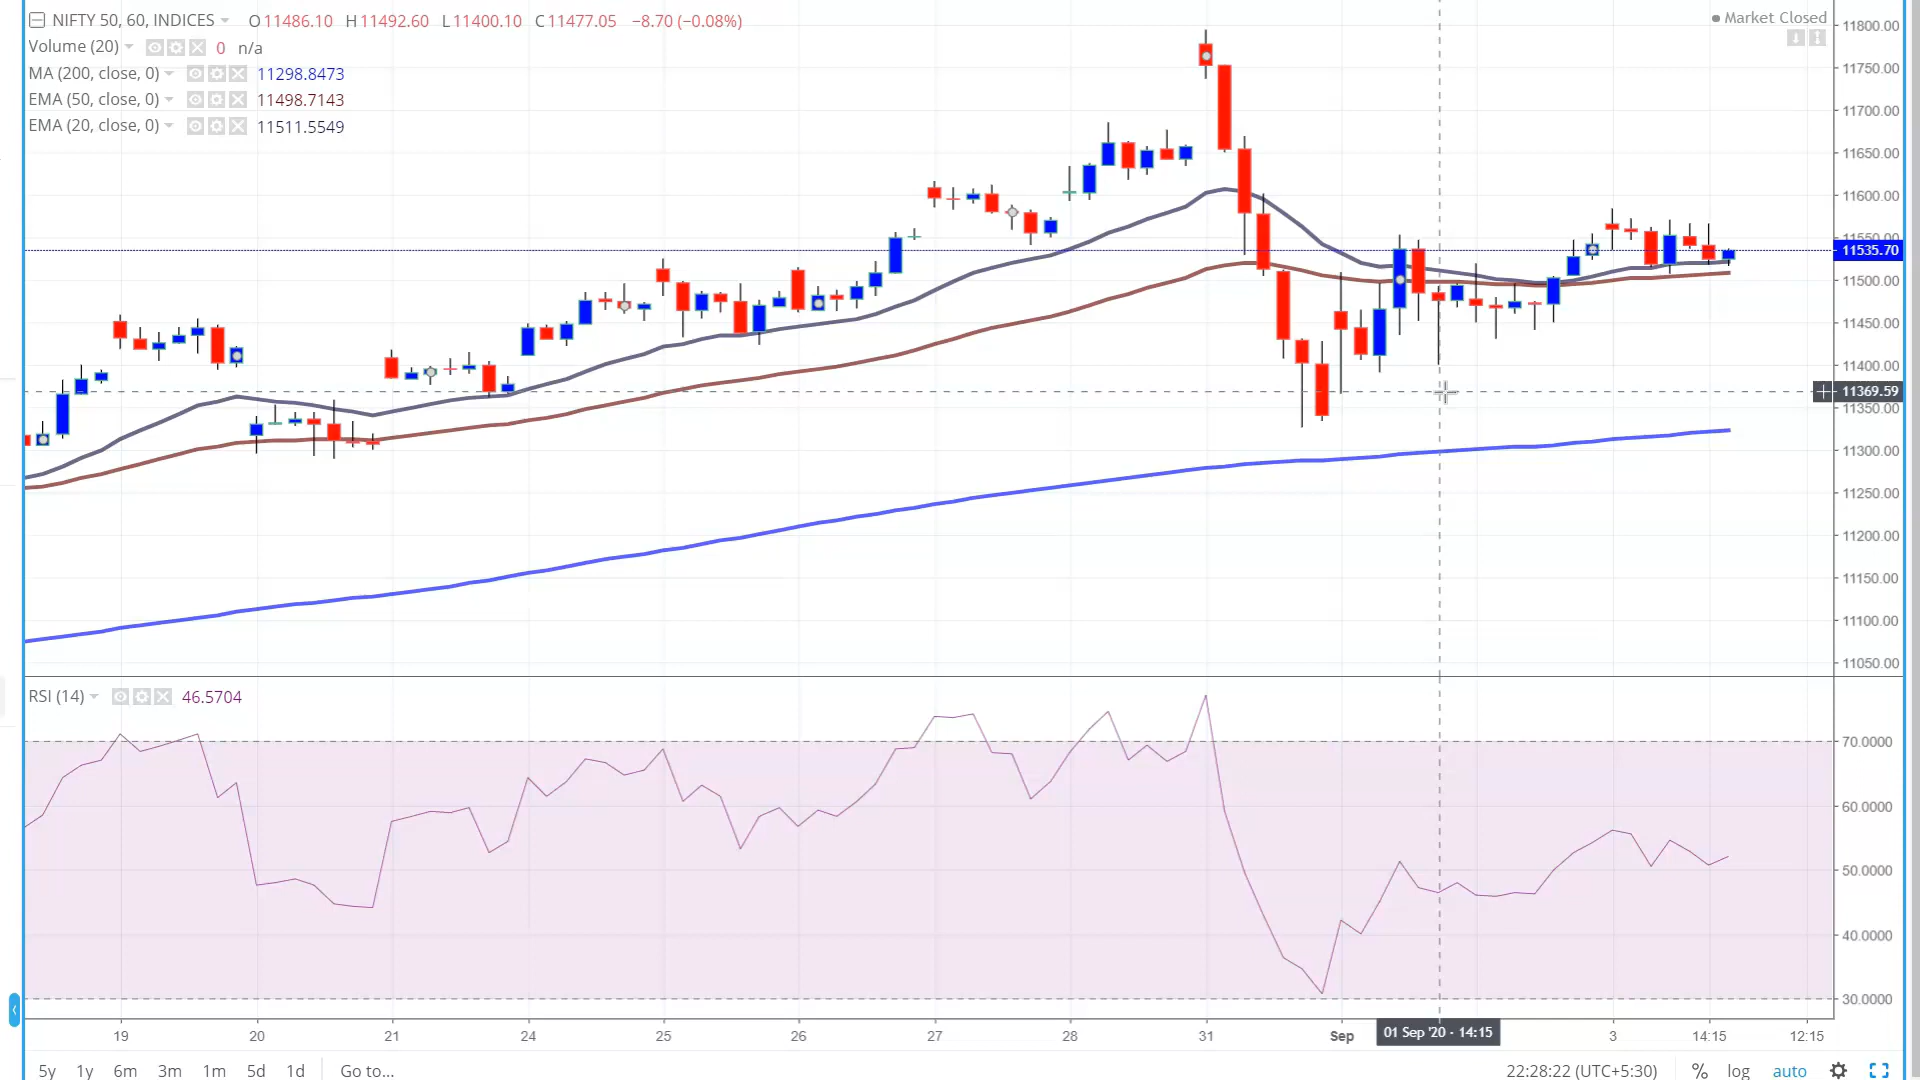 NIFTY 50, 60, INDICES O11486.10 H11492.60 L11400.10 C11477.05 −8.70 (−0.08%)
Market Closed
Volume (20) 0 n/a
MA (200, close, 0) 11298.8473
EMA (50, close, 0) 11498.7143
EMA (20, close, 0) 11511.5549
11800.00
11750.00
11700.00
11650.00
11600.00
11550.00
11535.70
11500.00
11450.00
11400.00
11369.59
11350.00
11300.00
11250.00
11200.00
11150.00
11100.00
11050.00
RSI (14) 46.5704
70.0000
60.0000
50.0000
40.0000
30.0000
19 20 21 24 25 26 27 28 31 Sep 01 Sep '20 - 14:15 3 14:15 12:15
5y 1y 6m 3m 1m 5d 1d Go to... 22:28:22 (UTC+5:30) % log auto